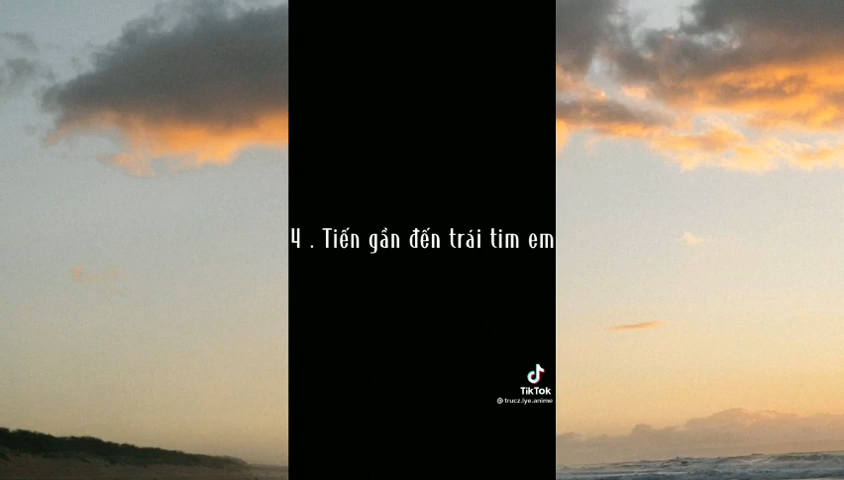 4 . Tiến gần đến trái tim em
TikTok
@trucz.lye.anime